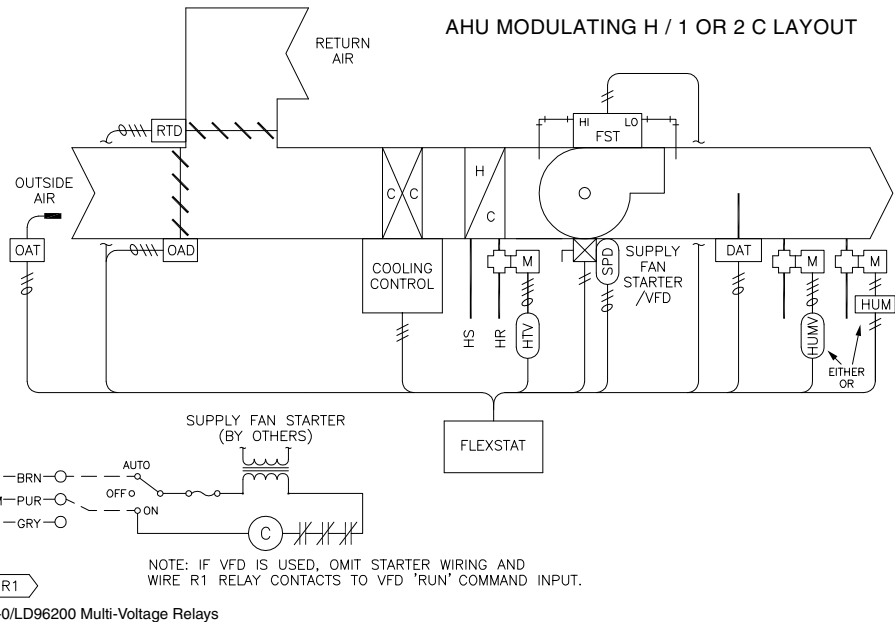 AHU MODULATING H / 1 OR 2 C LAYOUT
RETURN
AIR
RTD
HI LO
FST
OUTSIDE
AIR
C C
H
C
OAT
OAD
COOLING
CONTROL
HS
HR
M
HTV
SPD
SUPPLY
FAN
STARTER
/VFD
DAT
M
M
HUM
HUMV
EITHER
OR
FLEXSTAT
SUPPLY FAN STARTER
(BY OTHERS)
BRN
PUR
GRY
AUTO
OFF
ON
C
NOTE: IF VFD IS USED, OMIT STARTER WIRING AND
WIRE R1 RELAY CONTACTS TO VFD 'RUN' COMMAND INPUT.
R1
-0/LD96200 Multi-Voltage Relays